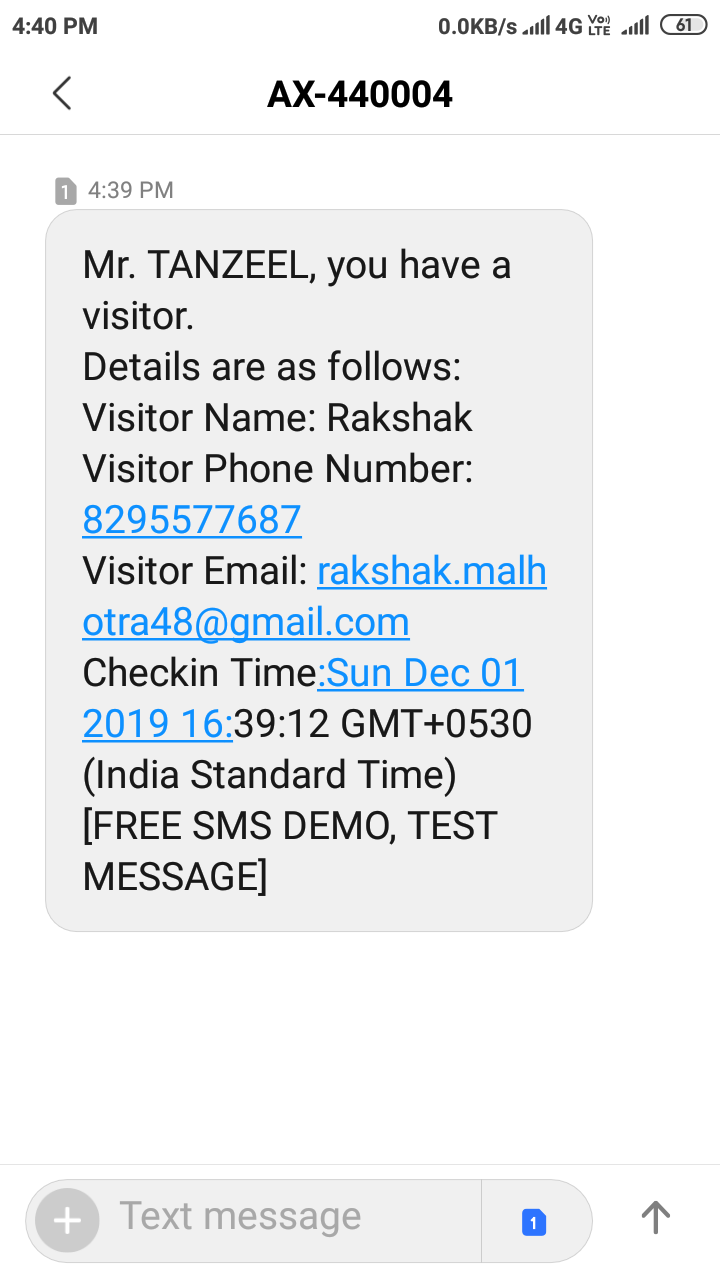 4:40 PM 0.0KB/s 4G Vo)) LTE 61
AX-440004
1 4:39 PM
Mr. TANZEEL, you have a
visitor.
Details are as follows:
Visitor Name: Rakshak
Visitor Phone Number:
8295577687
Visitor Email: rakshak.malh
otra48@gmail.com
Checkin Time:Sun Dec 01
2019 16:39:12 GMT+0530
(India Standard Time)
[FREE SMS DEMO, TEST
MESSAGE]
Text message 1